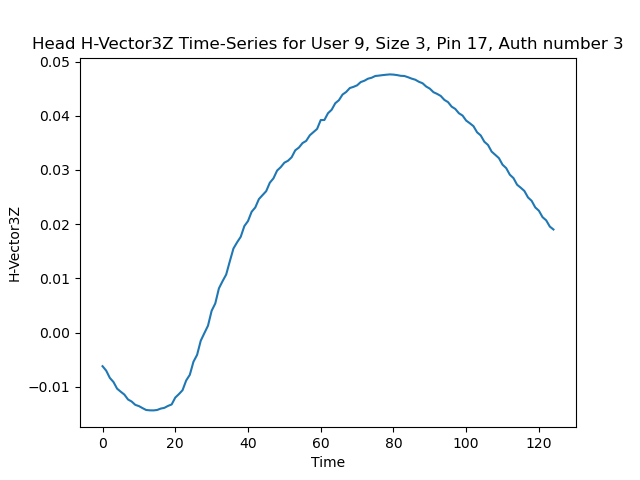 Head H-Vector3Z Time-Series for User 9, Size 3, Pin 17, Auth number 3
0.05
0.04
0.03
0.02
0.01
0.00
−0.01
H-Vector3Z
0 20 40 60 80 100 120
Time